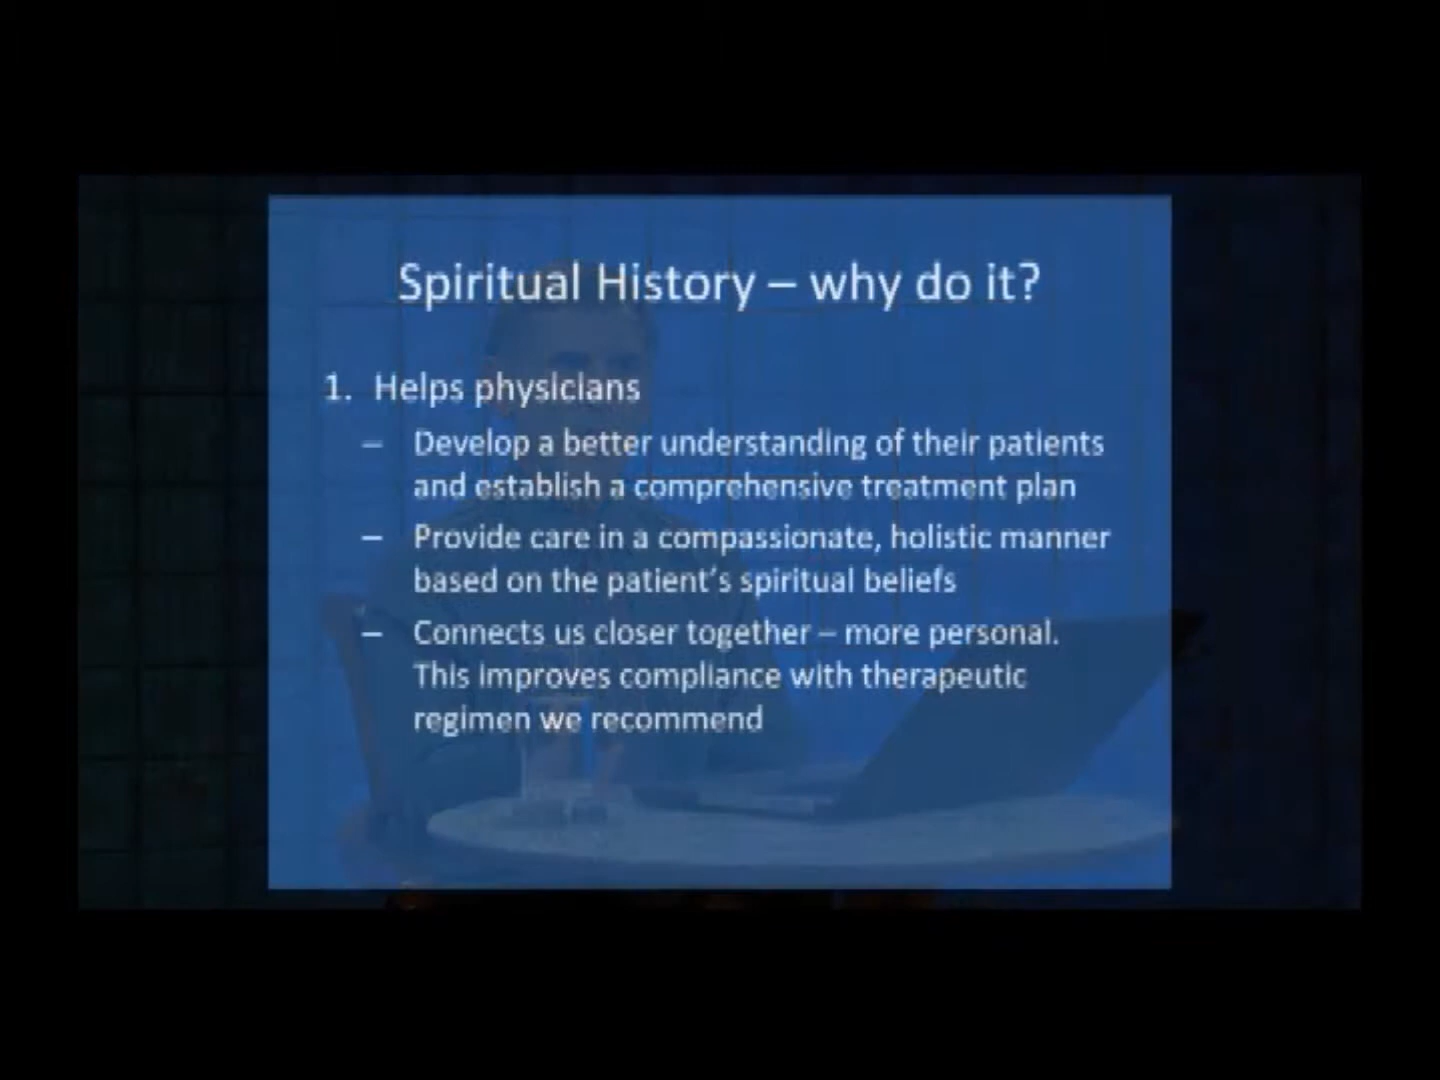 Spiritual History – why do it?
1. Helps physicians
– Develop a better understanding of their patients
and establish a comprehensive treatment plan
– Provide care in a compassionate, holistic manner
based on the patient's spiritual beliefs
– Connects us closer together – more personal.
This improves compliance with therapeutic
regimen we recommend